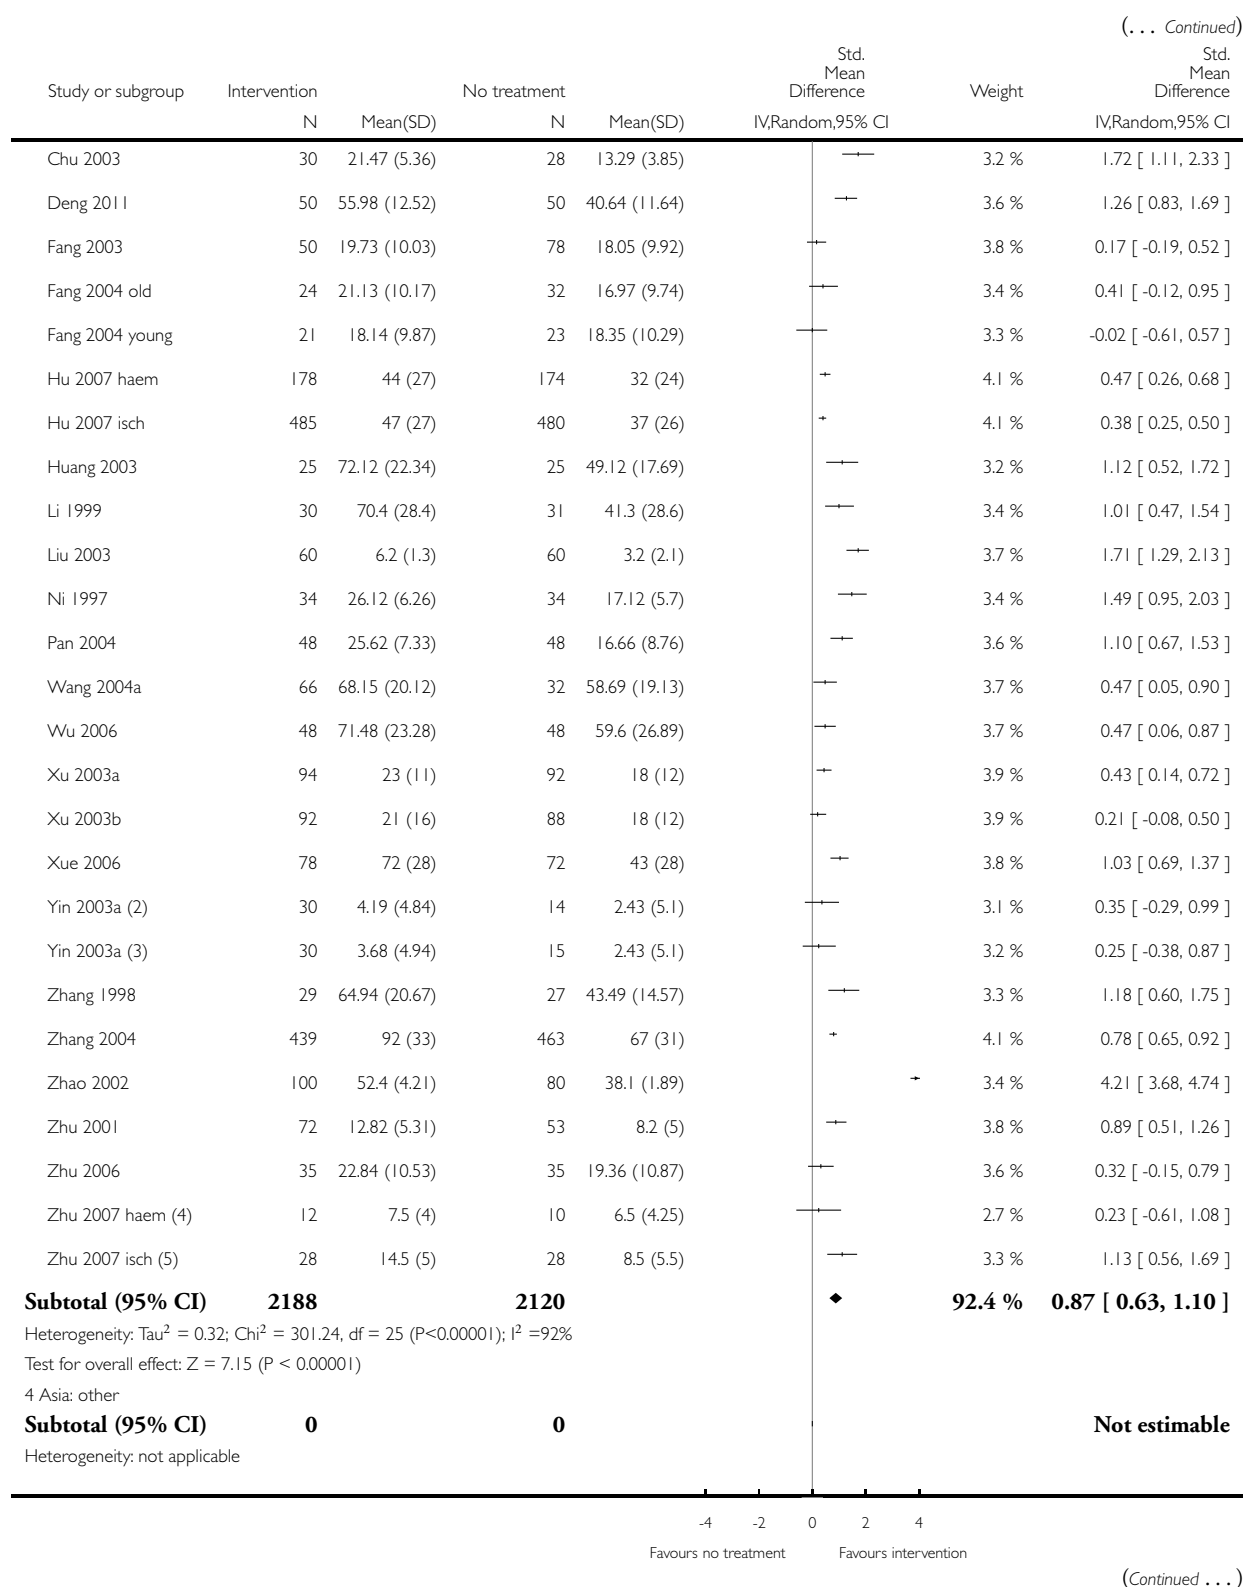 (. . . Continued)
Std.
Mean
Difference
Std.
Mean
Difference
Study or subgroup Intervention No treatment Weight
N Mean(SD) N Mean(SD) IV,Random,95% CI IV,Random,95% CI
Chu 2003 30 21.47 (5.36) 28 13.29 (3.85) 3.2 % 1.72 [ 1.11, 2.33 ]
Deng 2011 50 55.98 (12.52) 50 40.64 (11.64) 3.6 % 1.26 [ 0.83, 1.69 ]
Fang 2003 50 19.73 (10.03) 78 18.05 (9.92) 3.8 % 0.17 [ -0.19, 0.52 ]
Fang 2004 old 24 21.13 (10.17) 32 16.97 (9.74) 3.4 % 0.41 [ -0.12, 0.95 ]
Fang 2004 young 21 18.14 (9.87) 23 18.35 (10.29) 3.3 % -0.02 [ -0.61, 0.57 ]
Hu 2007 haem 178 44 (27) 174 32 (24) 4.1 % 0.47 [ 0.26, 0.68 ]
Hu 2007 isch 485 47 (27) 480 37 (26) 4.1 % 0.38 [ 0.25, 0.50 ]
Huang 2003 25 72.12 (22.34) 25 49.12 (17.69) 3.2 % 1.12 [ 0.52, 1.72 ]
Li 1999 30 70.4 (28.4) 31 41.3 (28.6) 3.4 % 1.01 [ 0.47, 1.54 ]
Liu 2003 60 6.2 (1.3) 60 3.2 (2.1) 3.7 % 1.71 [ 1.29, 2.13 ]
Ni 1997 34 26.12 (6.26) 34 17.12 (5.7) 3.4 % 1.49 [ 0.95, 2.03 ]
Pan 2004 48 25.62 (7.33) 48 16.66 (8.76) 3.6 % 1.10 [ 0.67, 1.53 ]
Wang 2004a 66 68.15 (20.12) 32 58.69 (19.13) 3.7 % 0.47 [ 0.05, 0.90 ]
Wu 2006 48 71.48 (23.28) 48 59.6 (26.89) 3.7 % 0.47 [ 0.06, 0.87 ]
Xu 2003a 94 23 (11) 92 18 (12) 3.9 % 0.43 [ 0.14, 0.72 ]
Xu 2003b 92 21 (16) 88 18 (12) 3.9 % 0.21 [ -0.08, 0.50 ]
Xue 2006 78 72 (28) 72 43 (28) 3.8 % 1.03 [ 0.69, 1.37 ]
Yin 2003a (2) 30 4.19 (4.84) 14 2.43 (5.1) 3.1 % 0.35 [ -0.29, 0.99 ]
Yin 2003a (3) 30 3.68 (4.94) 15 2.43 (5.1) 3.2 % 0.25 [ -0.38, 0.87 ]
Zhang 1998 29 64.94 (20.67) 27 43.49 (14.57) 3.3 % 1.18 [ 0.60, 1.75 ]
Zhang 2004 439 92 (33) 463 67 (31) 4.1 % 0.78 [ 0.65, 0.92 ]
Zhao 2002 100 52.4 (4.21) 80 38.1 (1.89) 3.4 % 4.21 [ 3.68, 4.74 ]
Zhu 2001 72 12.82 (5.31) 53 8.2 (5) 3.8 % 0.89 [ 0.51, 1.26 ]
Zhu 2006 35 22.84 (10.53) 35 19.36 (10.87) 3.6 % 0.32 [ -0.15, 0.79 ]
Zhu 2007 haem (4) 12 7.5 (4) 10 6.5 (4.25) 2.7 % 0.23 [ -0.61, 1.08 ]
Zhu 2007 isch (5) 28 14.5 (5) 28 8.5 (5.5) 3.3 % 1.13 [ 0.56, 1.69 ]
Subtotal (95% CI) 2188 2120 92.4 % 0.87 [ 0.63, 1.10 ]
Heterogeneity: Tau² = 0.32; Chi² = 301.24, df = 25 (P<0.00001); I² =92%
Test for overall effect: Z = 7.15 (P < 0.00001)
4 Asia: other
Subtotal (95% CI) 0 0 Not estimable
Heterogeneity: not applicable
-4 -2 0 2 4
Favours no treatment Favours intervention
(Continued . . . )